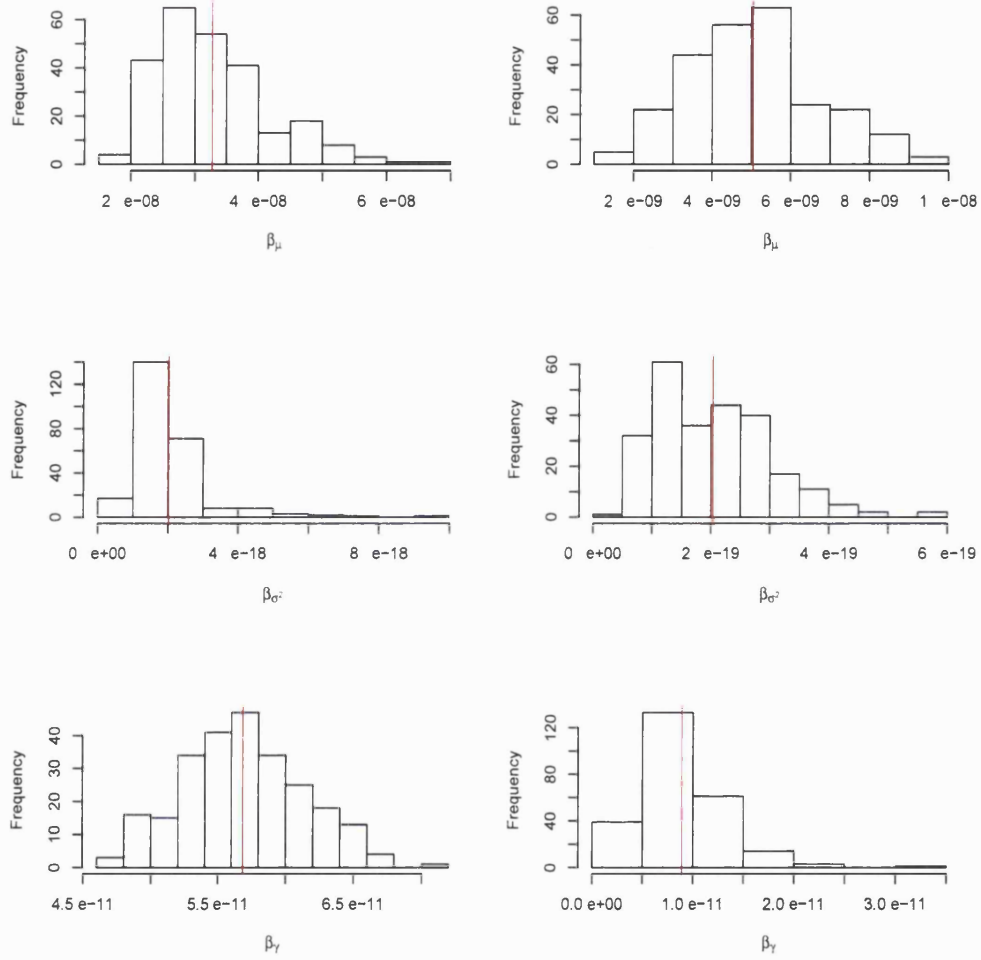 Frequency
0 20 40 60
2 e-08 4 e-08 6 e-08
βμ
Frequency
0 20 40 60
2 e-09 4 e-09 6 e-09 8 e-09 1 e-08
βμ
Frequency
0 40 80 120
0 e+00 4 e-18 8 e-18
βσ²
Frequency
0 20 40 60
0 e+00 2 e-19 4 e-19 6 e-19
βσ²
Frequency
0 10 20 30 40
4.5 e-11 5.5 e-11 6.5 e-11
βγ
Frequency
0 40 80 120
0.0 e+00 1.0 e-11 2.0 e-11 3.0 e-11
βγ